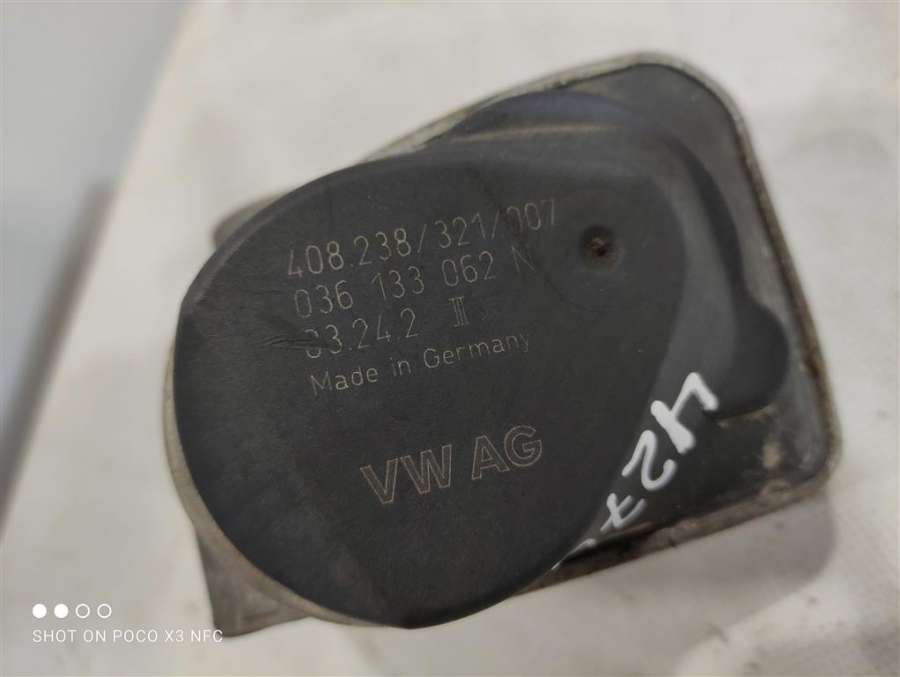 408.238/321/007
036 133 062 N
03.24.2 III
Made in Germany
VW AG
427
SHOT ON POCO X3 NFC